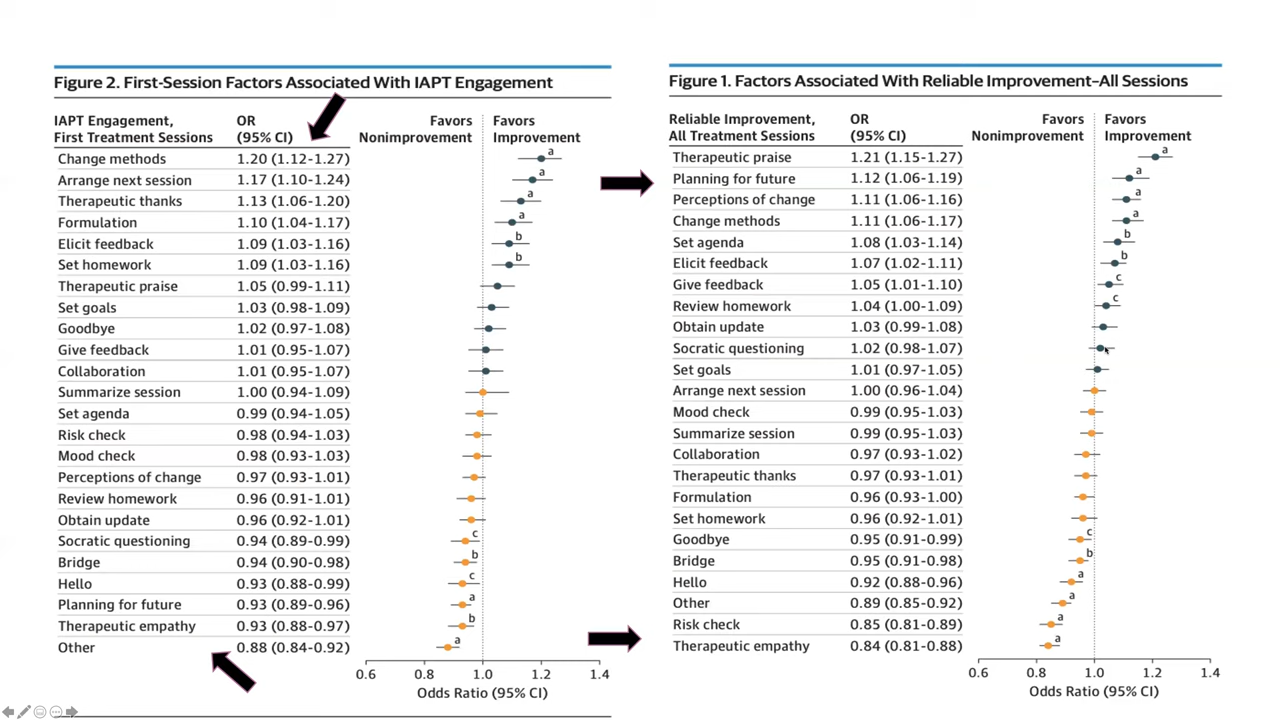 Figure 2. First-Session Factors Associated With IAPT Engagement
IAPT Engagement,
First Treatment Sessions
OR
(95% CI)
Favors
Nonimprovement
Favors
Improvement
Change methods 1.20 (1.12-1.27) a
Arrange next session 1.17 (1.10-1.24) a
Therapeutic thanks 1.13 (1.06-1.20) a
Formulation 1.10 (1.04-1.17) a
Elicit feedback 1.09 (1.03-1.16) b
Set homework 1.09 (1.03-1.16) b
Therapeutic praise 1.05 (0.99-1.11)
Set goals 1.03 (0.98-1.09)
Goodbye 1.02 (0.97-1.08)
Give feedback 1.01 (0.95-1.07)
Collaboration 1.01 (0.95-1.07)
Summarize session 1.00 (0.94-1.09)
Set agenda 0.99 (0.94-1.05)
Risk check 0.98 (0.94-1.03)
Mood check 0.98 (0.93-1.03)
Perceptions of change 0.97 (0.93-1.01)
Review homework 0.96 (0.91-1.01)
Obtain update 0.96 (0.92-1.01)
Socratic questioning 0.94 (0.89-0.99) c
Bridge 0.94 (0.90-0.98) b
Hello 0.93 (0.88-0.99) c
Planning for future 0.93 (0.89-0.96) a
Therapeutic empathy 0.93 (0.88-0.97) b
Other 0.88 (0.84-0.92) a
0.6 0.8 1.0 1.2 1.4
Odds Ratio (95% CI)
Figure 1. Factors Associated With Reliable Improvement–All Sessions
Reliable Improvement,
All Treatment Sessions
OR
(95% CI)
Favors
Nonimprovement
Favors
Improvement
Therapeutic praise 1.21 (1.15-1.27) a
Planning for future 1.12 (1.06-1.19) a
Perceptions of change 1.11 (1.06-1.16) a
Change methods 1.11 (1.06-1.17) a
Set agenda 1.08 (1.03-1.14) b
Elicit feedback 1.07 (1.02-1.11) b
Give feedback 1.05 (1.01-1.10) c
Review homework 1.04 (1.00-1.09) c
Obtain update 1.03 (0.99-1.08)
Socratic questioning 1.02 (0.98-1.07)
Set goals 1.01 (0.97-1.05)
Arrange next session 1.00 (0.96-1.04)
Mood check 0.99 (0.95-1.03)
Summarize session 0.99 (0.95-1.03)
Collaboration 0.97 (0.93-1.02)
Therapeutic thanks 0.97 (0.93-1.01)
Formulation 0.96 (0.93-1.00)
Set homework 0.96 (0.92-1.01)
Goodbye 0.95 (0.91-0.99) c
Bridge 0.95 (0.91-0.98) b
Hello 0.92 (0.88-0.96) a
Other 0.89 (0.85-0.92) a
Risk check 0.85 (0.81-0.89) a
Therapeutic empathy 0.84 (0.81-0.88) a
0.6 0.8 1.0 1.2 1.4
Odds Ratio (95% CI)